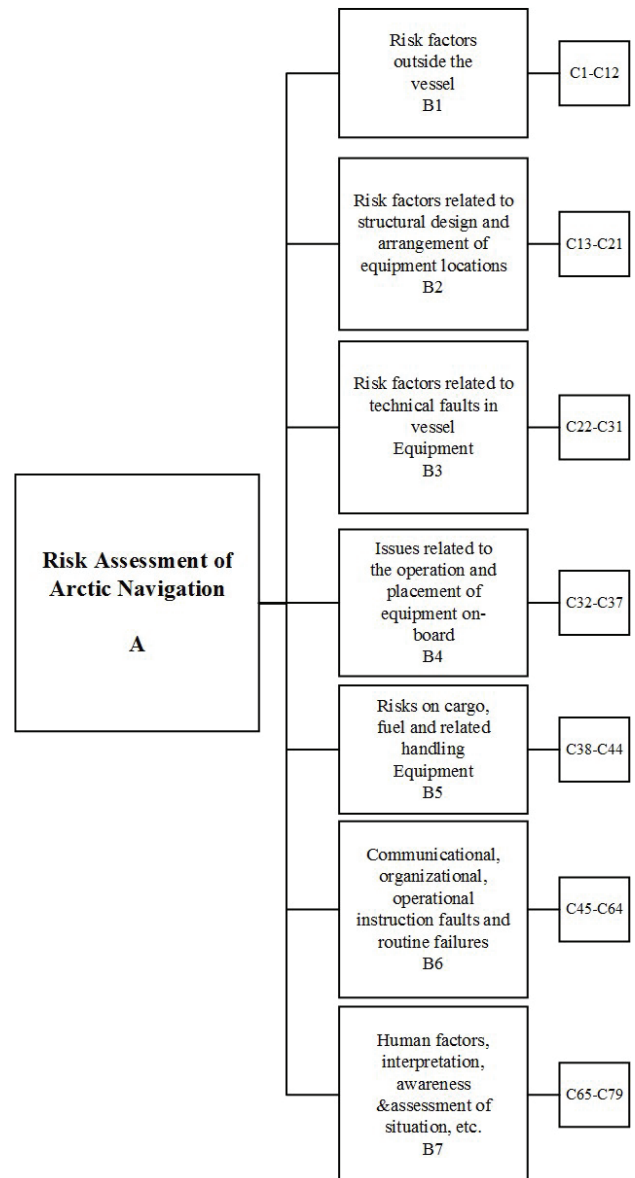 Risk factors
outside the
vessel
B1
C1-C12
Risk factors related to
structural design and
arrangement of
equipment locations
B2
C13-C21
Risk factors related to
technical faults in
vessel
Equipment
B3
C22-C31
Risk Assessment of
Arctic Navigation
A
Issues related to
the operation and
placement of
equipment on-
board
B4
C32-C37
Risks on cargo,
fuel and related
handling
Equipment
B5
C38-C44
Communicational,
organizational,
operational
instruction faults and
routine failures
B6
C45-C64
Human factors,
interpretation,
awareness
&assessment of
situation, etc.
B7
C65-C79